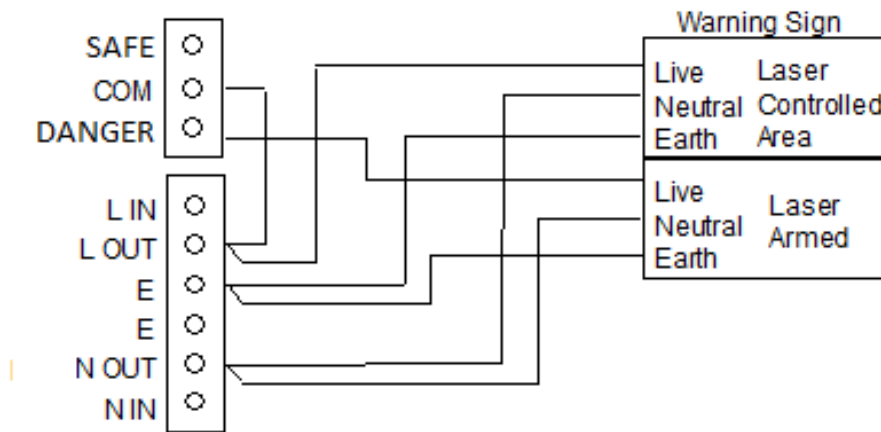 Warning Sign
SAFE
COM
DANGER
L IN
L OUT
E
E
N OUT
N IN
Live
Neutral
Earth
Laser
Controlled
Area
Live
Neutral
Earth
Laser
Armed